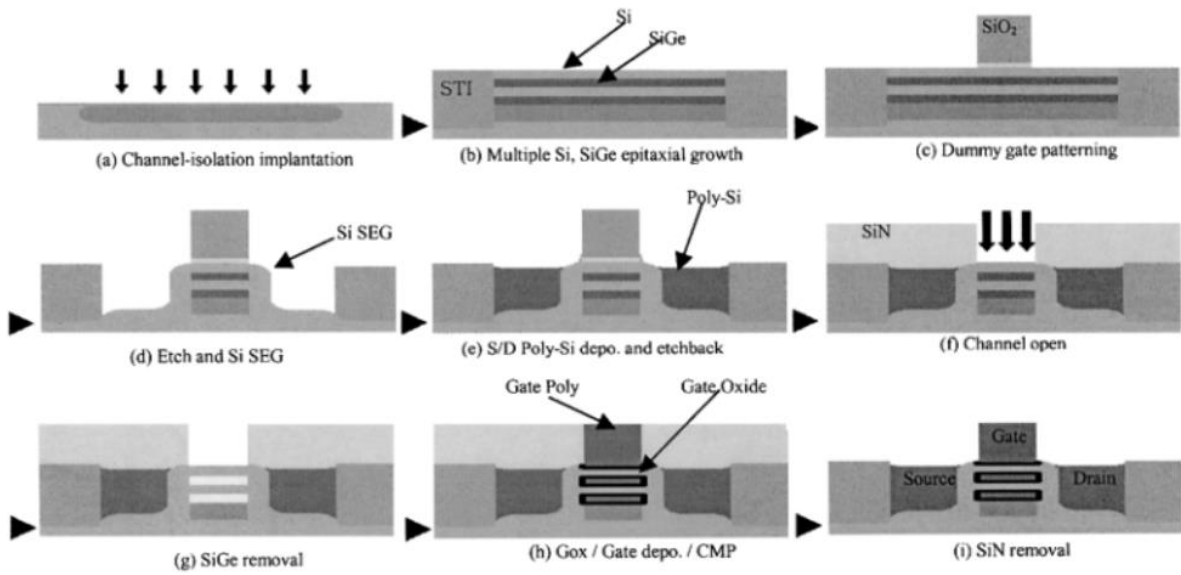 Si
SiGe
STI
SiO₂
(a) Channel-isolation implantation
(b) Multiple Si, SiGe epitaxial growth
(c) Dummy gate patterning
Si SEG
Poly-Si
SiN
(d) Etch and Si SEG
(e) S/D Poly-Si depo. and etchback
(f) Channel open
Gate Poly
Gate Oxide
Gate
Source
Drain
(g) SiGe removal
(h) Gox / Gate depo. / CMP
(i) SiN removal